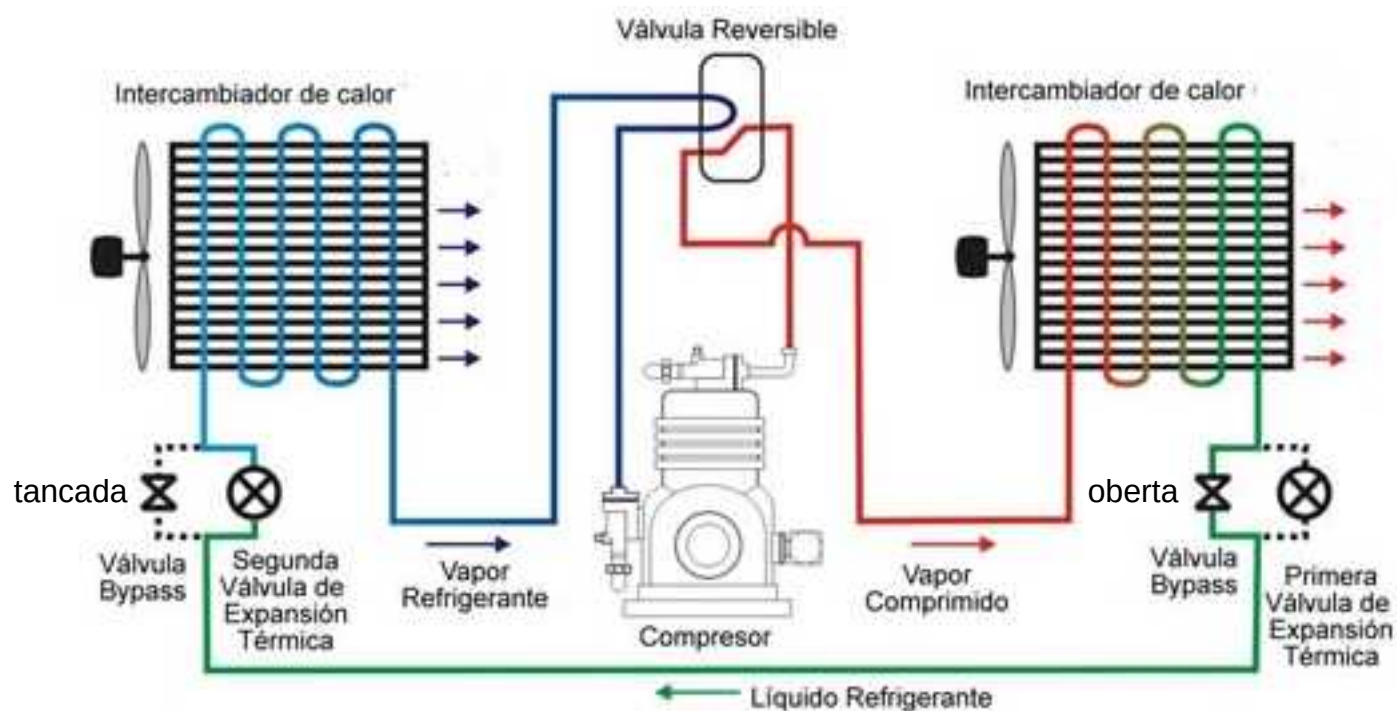 Válvula Reversible
Intercambiador de calor
Intercambiador de calor
tancada
oberta
Válvula
Bypass
Segunda
Válvula de
Expansión
Térmica
Vapor
Refrigerante
Compresor
Vapor
Comprimido
Válvula
Bypass
Primera
Válvula de
Expansión
Térmica
Líquido Refrigerante